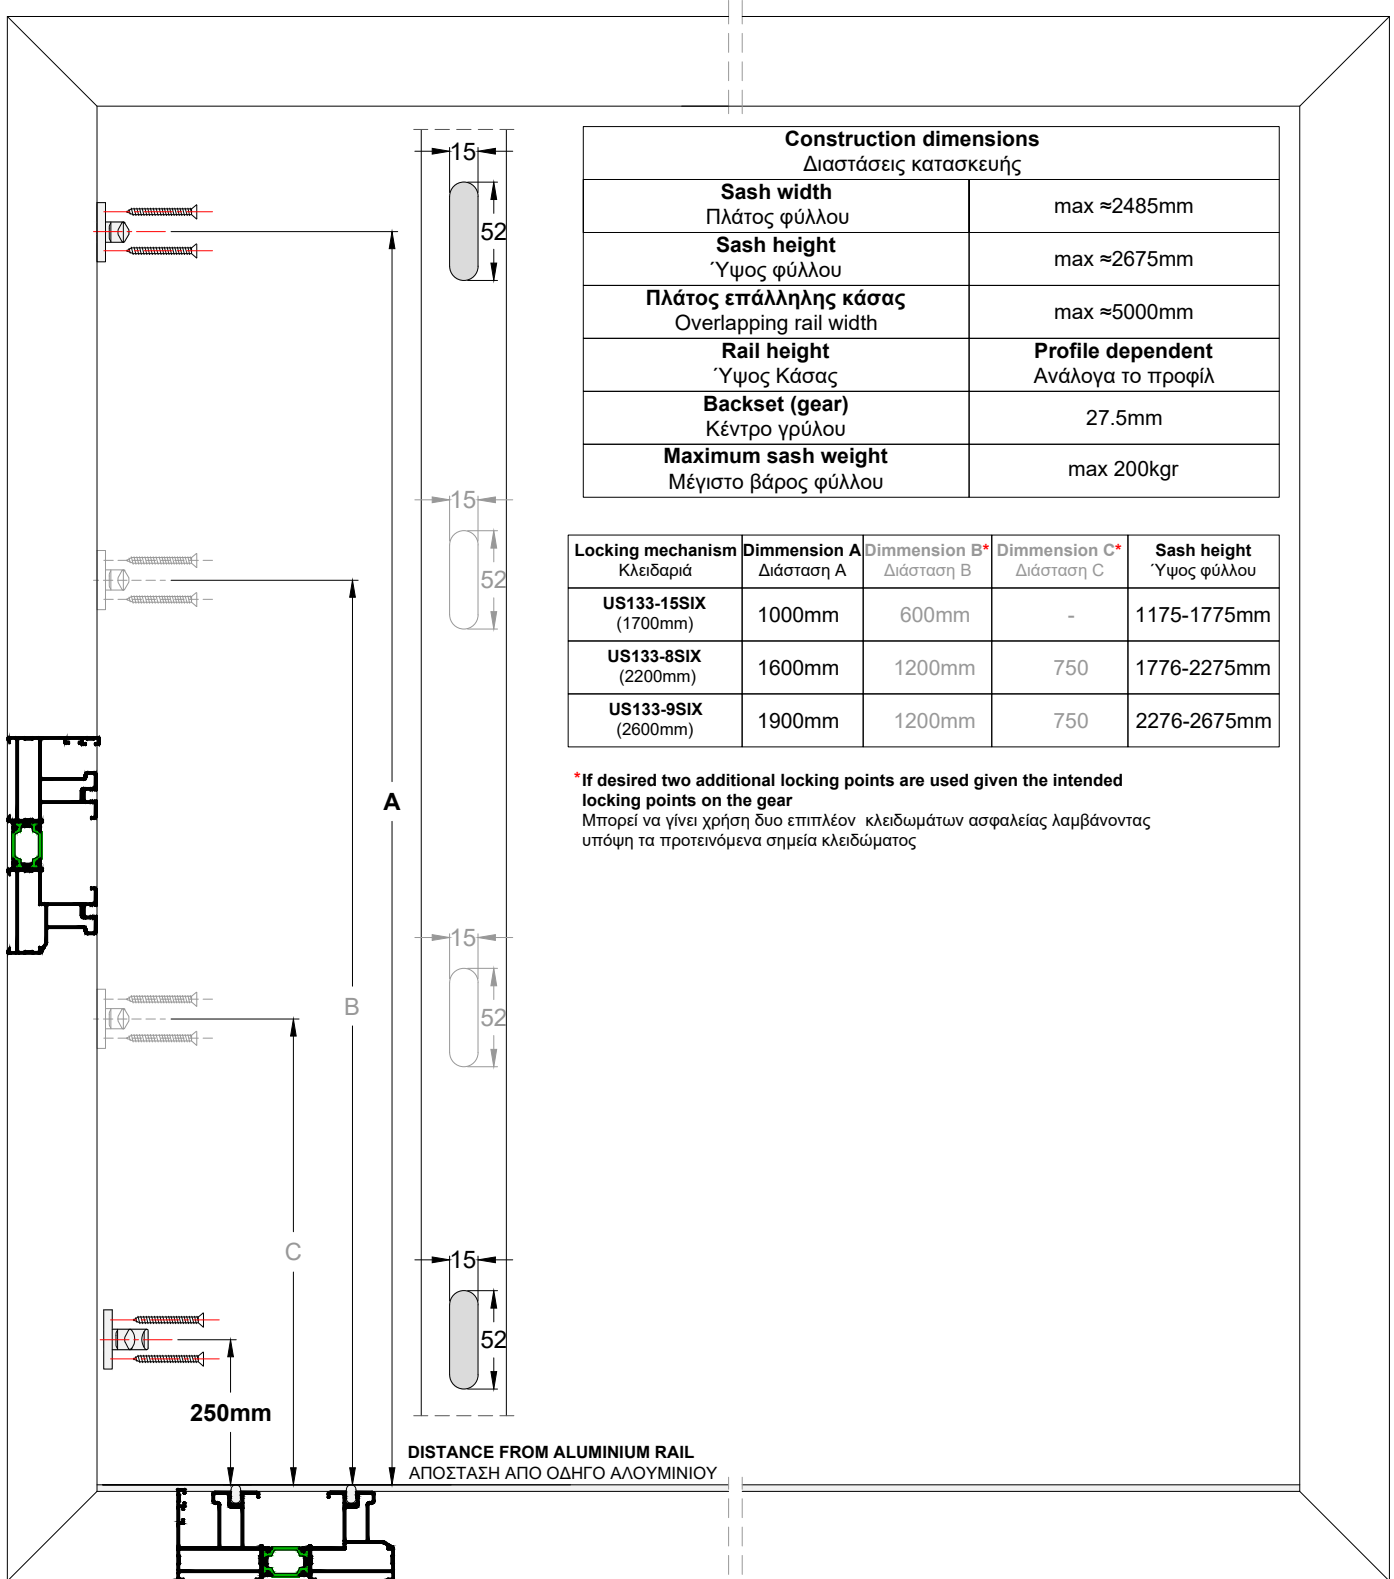 15
52
15
52
15
52
15
52
A
B
C
250mm
DISTANCE FROM ALUMINIUM RAIL
ΑΠΟΣΤΑΣΗ ΑΠΟ ΟΔΗΓΟ ΑΛΟΥΜΙΝΙΟΥ
Construction dimensions
Διαστάσεις κατασκευής
Sash width
Πλάτος φύλλου
max ≈2485mm
Sash height
Ύψος φύλλου
max ≈2675mm
Πλάτος επάλληλης κάσας
Overlapping rail width
max ≈5000mm
Rail height
Ύψος Κάσας
Profile dependent
Ανάλογα το προφίλ
Backset (gear)
Κέντρο γρύλου
27.5mm
Maximum sash weight
Μέγιστο βάρος φύλλου
max 200kgr
Locking mechanism Dimmension A Dimmension B* Dimmension C* Sash height
Κλειδαριά Διάσταση A Διάσταση B Διάσταση C Ύψος φύλλου
US133-15SIX
(1700mm)
1000mm 600mm - 1175-1775mm
US133-8SIX
(2200mm)
1600mm 1200mm 750 1776-2275mm
US133-9SIX
(2600mm)
1900mm 1200mm 750 2276-2675mm
*If desired two additional locking points are used given the intended
locking points on the gear
Μπορεί να γίνει χρήση δυο επιπλέον κλειδωμάτων ασφαλείας λαμβάνοντας
υπόψη τα προτεινόμενα σημεία κλειδώματος